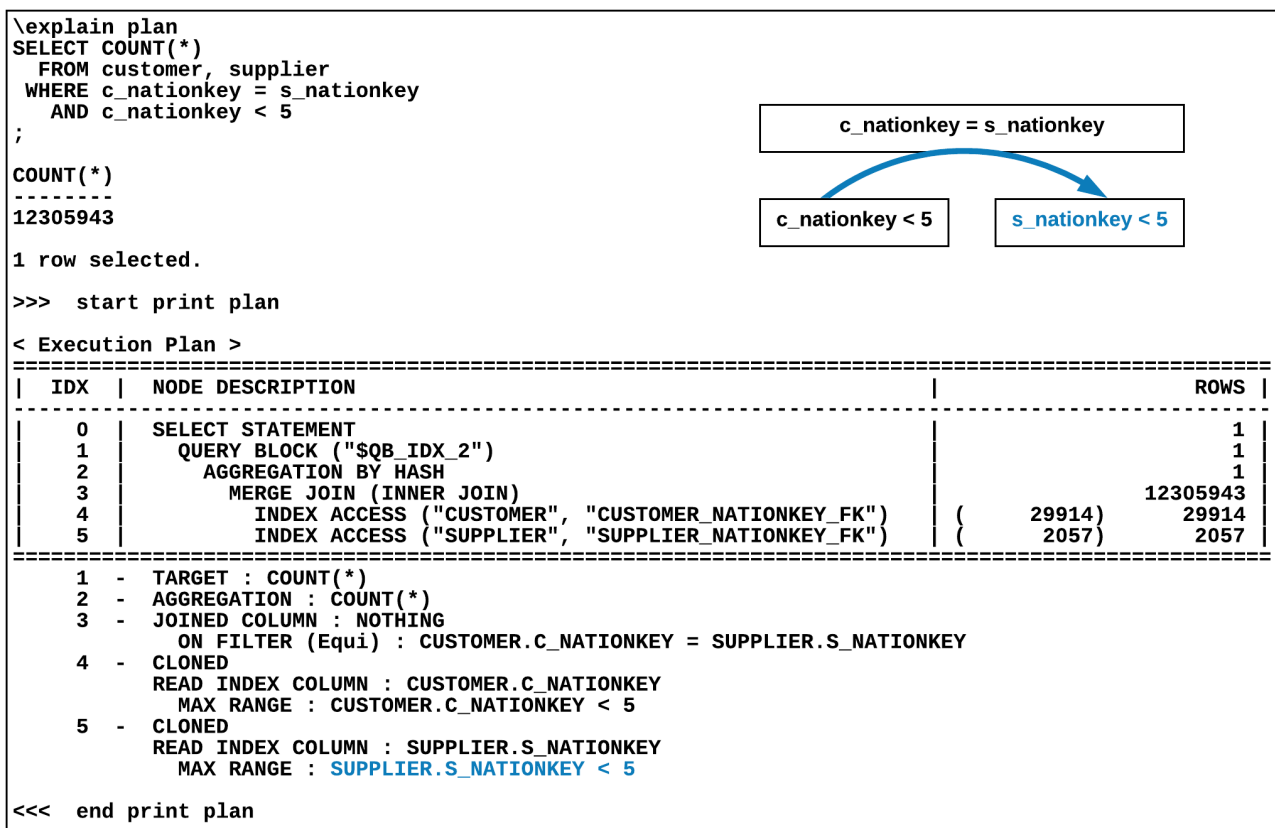 \explain plan
SELECT COUNT(*)
  FROM customer, supplier
 WHERE c_nationkey = s_nationkey
   AND c_nationkey < 5
;
c_nationkey = s_nationkey
c_nationkey < 5
s_nationkey < 5
COUNT(*)
--------
12305943
1 row selected.
>>>  start print plan
< Execution Plan >
===================================================================================================
|  IDX  |  NODE DESCRIPTION                                             |                    ROWS |
---------------------------------------------------------------------------------------------------
|    0  |  SELECT STATEMENT                                             |                       1 |
|    1  |    QUERY BLOCK ("$QB_IDX_2")                                  |                       1 |
|    2  |      AGGREGATION BY HASH                                      |                       1 |
|    3  |        MERGE JOIN (INNER JOIN)                                |                12305943 |
|    4  |          INDEX ACCESS ("CUSTOMER", "CUSTOMER_NATIONKEY_FK")   | (     29914)      29914 |
|    5  |          INDEX ACCESS ("SUPPLIER", "SUPPLIER_NATIONKEY_FK")   | (      2057)       2057 |
===================================================================================================
     1  -  TARGET : COUNT(*)
     2  -  AGGREGATION : COUNT(*)
     3  -  JOINED COLUMN : NOTHING
             ON FILTER (Equi) : CUSTOMER.C_NATIONKEY = SUPPLIER.S_NATIONKEY
     4  -  CLONED
           READ INDEX COLUMN : CUSTOMER.C_NATIONKEY
             MAX RANGE : CUSTOMER.C_NATIONKEY < 5
     5  -  CLONED
           READ INDEX COLUMN : SUPPLIER.S_NATIONKEY
             MAX RANGE : SUPPLIER.S_NATIONKEY < 5
<<<  end print plan